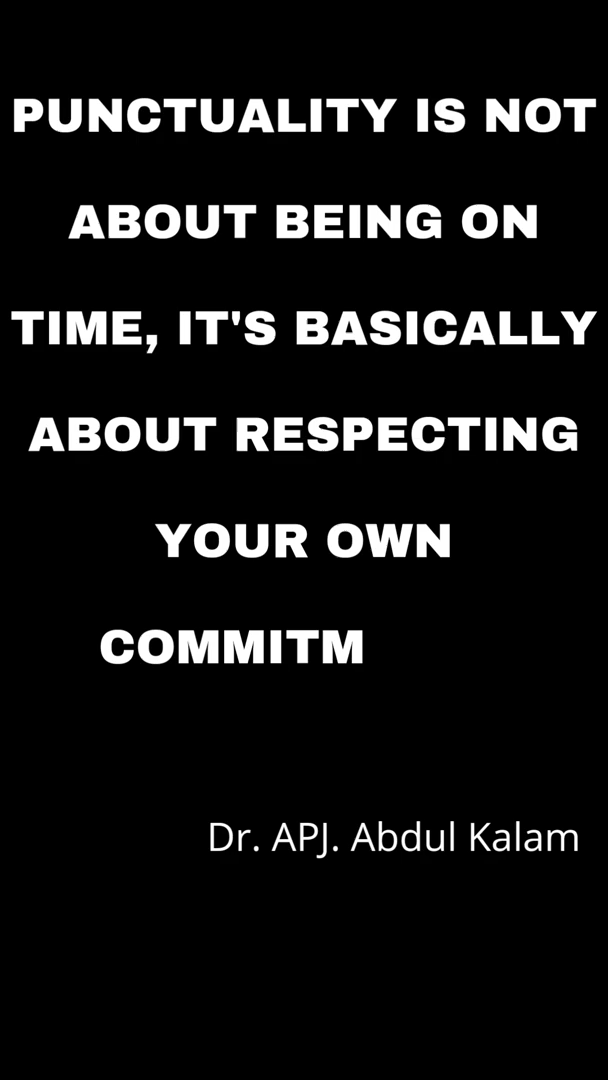 PUNCTUALITY IS NOT
ABOUT BEING ON
TIME, IT'S BASICALLY
ABOUT RESPECTING
YOUR OWN
COMMITM
Dr. APJ. Abdul Kalam